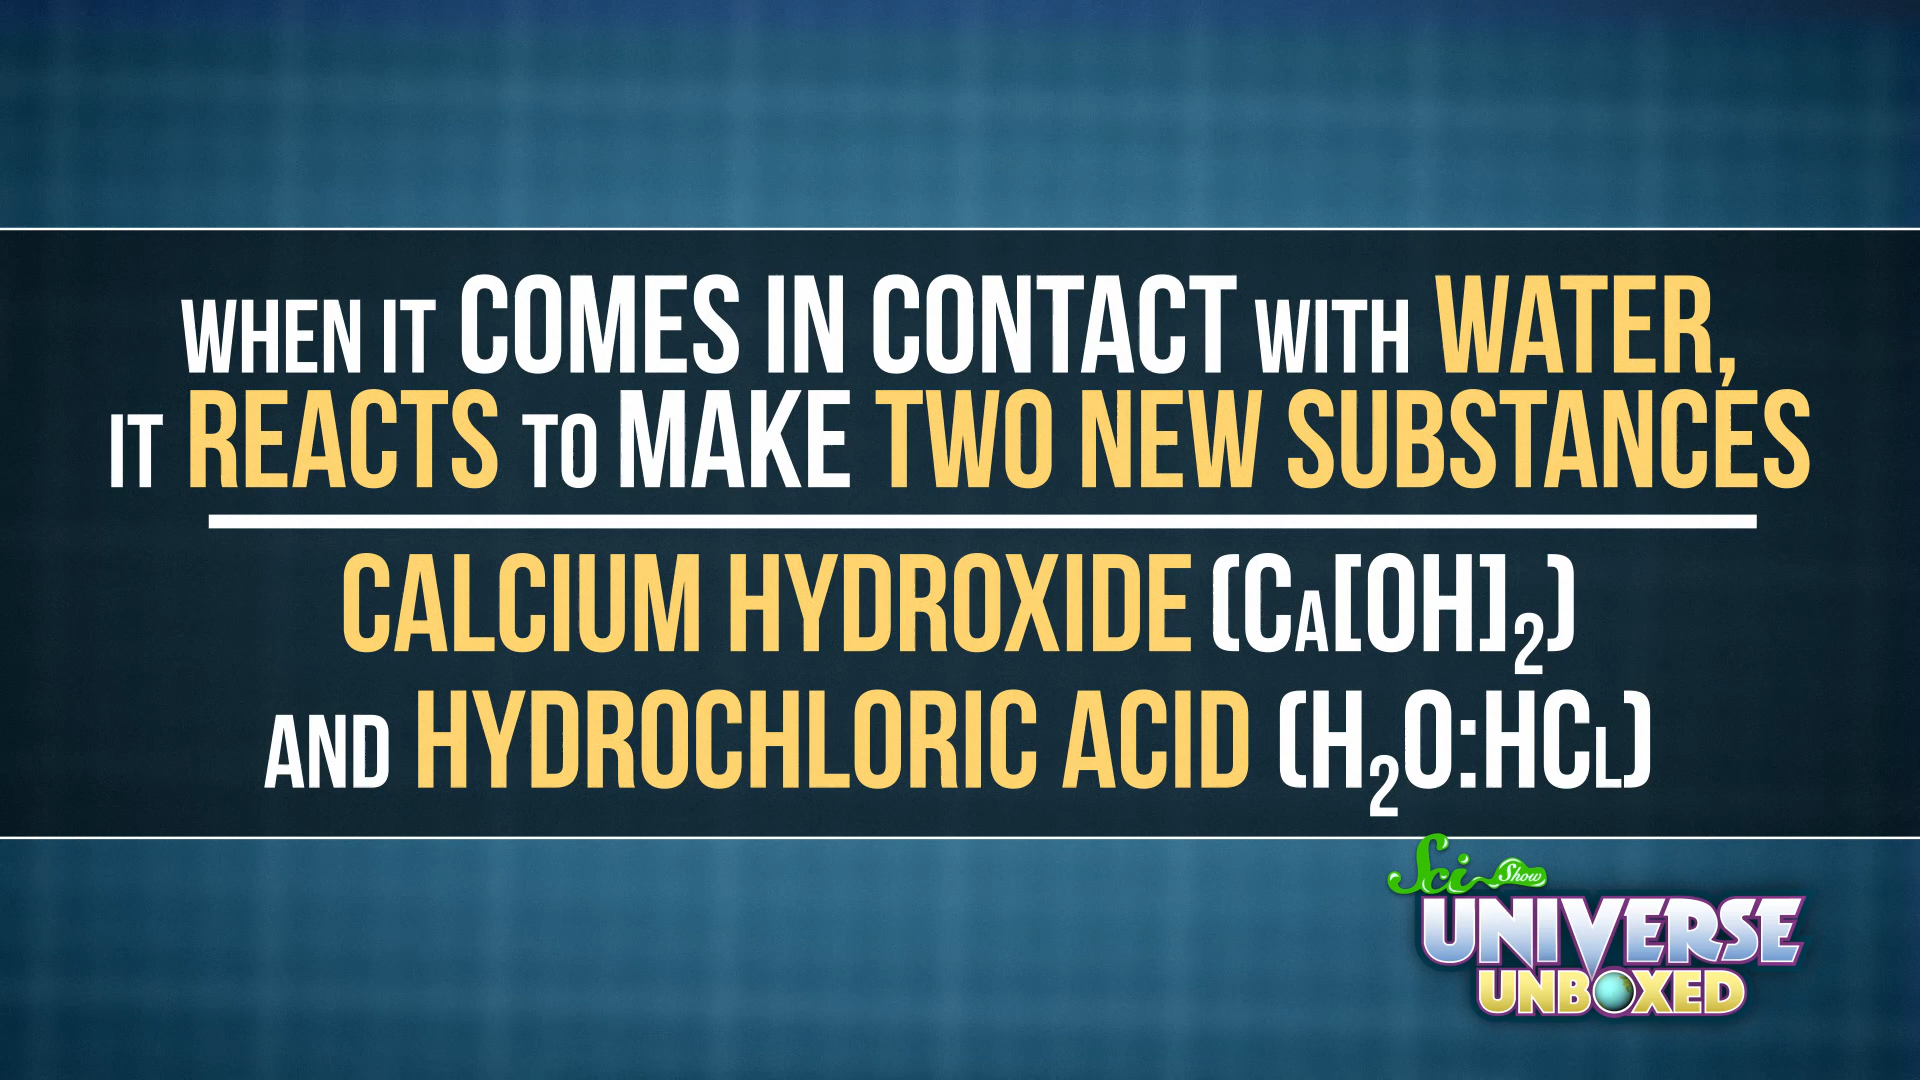 WHEN IT COMES IN CONTACT WITH WATER,
IT REACTS TO MAKE TWO NEW SUBSTANCES
CALCIUM HYDROXIDE (CA[OH]₂)
AND HYDROCHLORIC ACID (H₂O:HCL)
Sci Show
UNIVERSE
UNBOXED